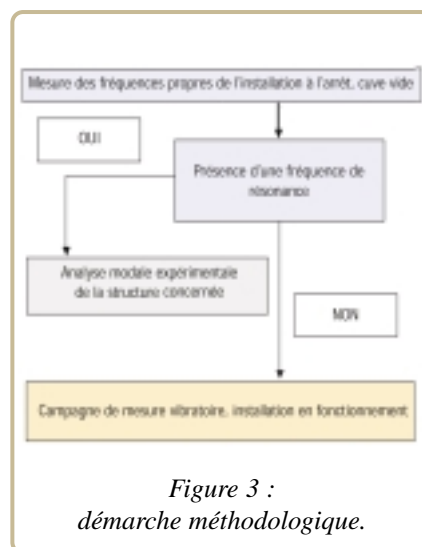 Mesure des fréquences propres de l'installation à l'arrêt, cuve vide
OUI
Présence d'une fréquence de
résonance
Analyse modale expérimentale
de la structure concernée
NON
Campagne de mesure vibratoire, installation en fonctionnement
Figure 3 :
démarche méthodologique.